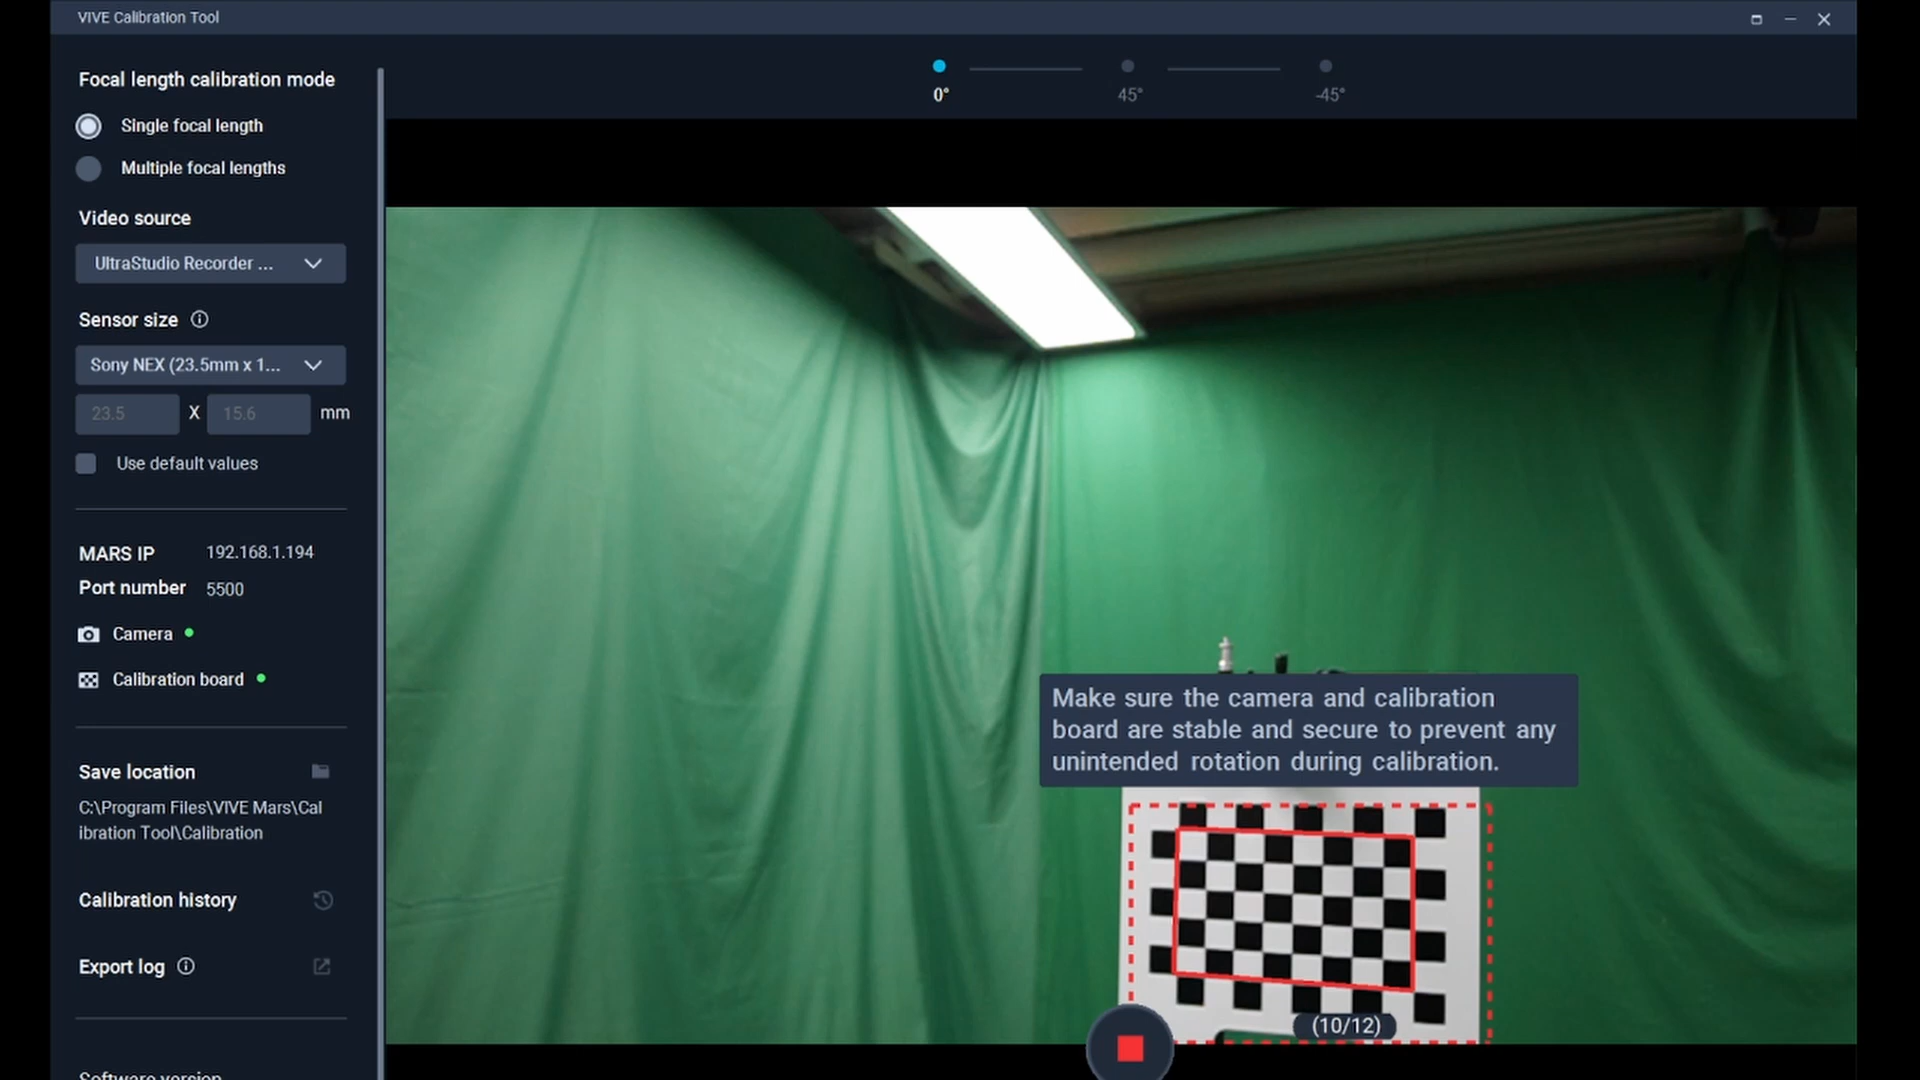 VIVE Calibration Tool
Focal length calibration mode
Single focal length
Multiple focal lengths
Video source
UltraStudio Recorder ...
Sensor size
Sony NEX (23.5mm x 1...
23.5 X 15.6 mm
Use default values
MARS IP 192.168.1.194
Port number 5500
Camera
Calibration board
Save location
C:\Program Files\VIVE Mars\Cal
ibration Tool\Calibration
Calibration history
Export log
Software version
0° 45° -45°
Make sure the camera and calibration
board are stable and secure to prevent any
unintended rotation during calibration.
(10/12)